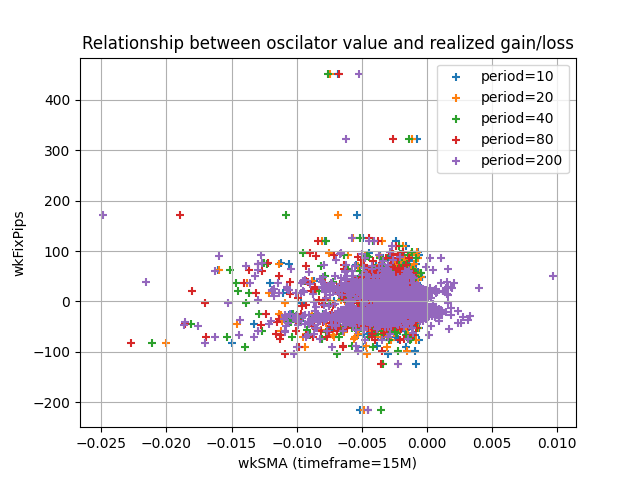 Relationship between oscilator value and realized gain/loss
period=10
period=20
period=40
period=80
period=200
wkFixPips
400
300
200
100
0
−100
−200
−0.025 −0.020 −0.015 −0.010 −0.005 0.000 0.005 0.010
wkSMA (timeframe=15M)